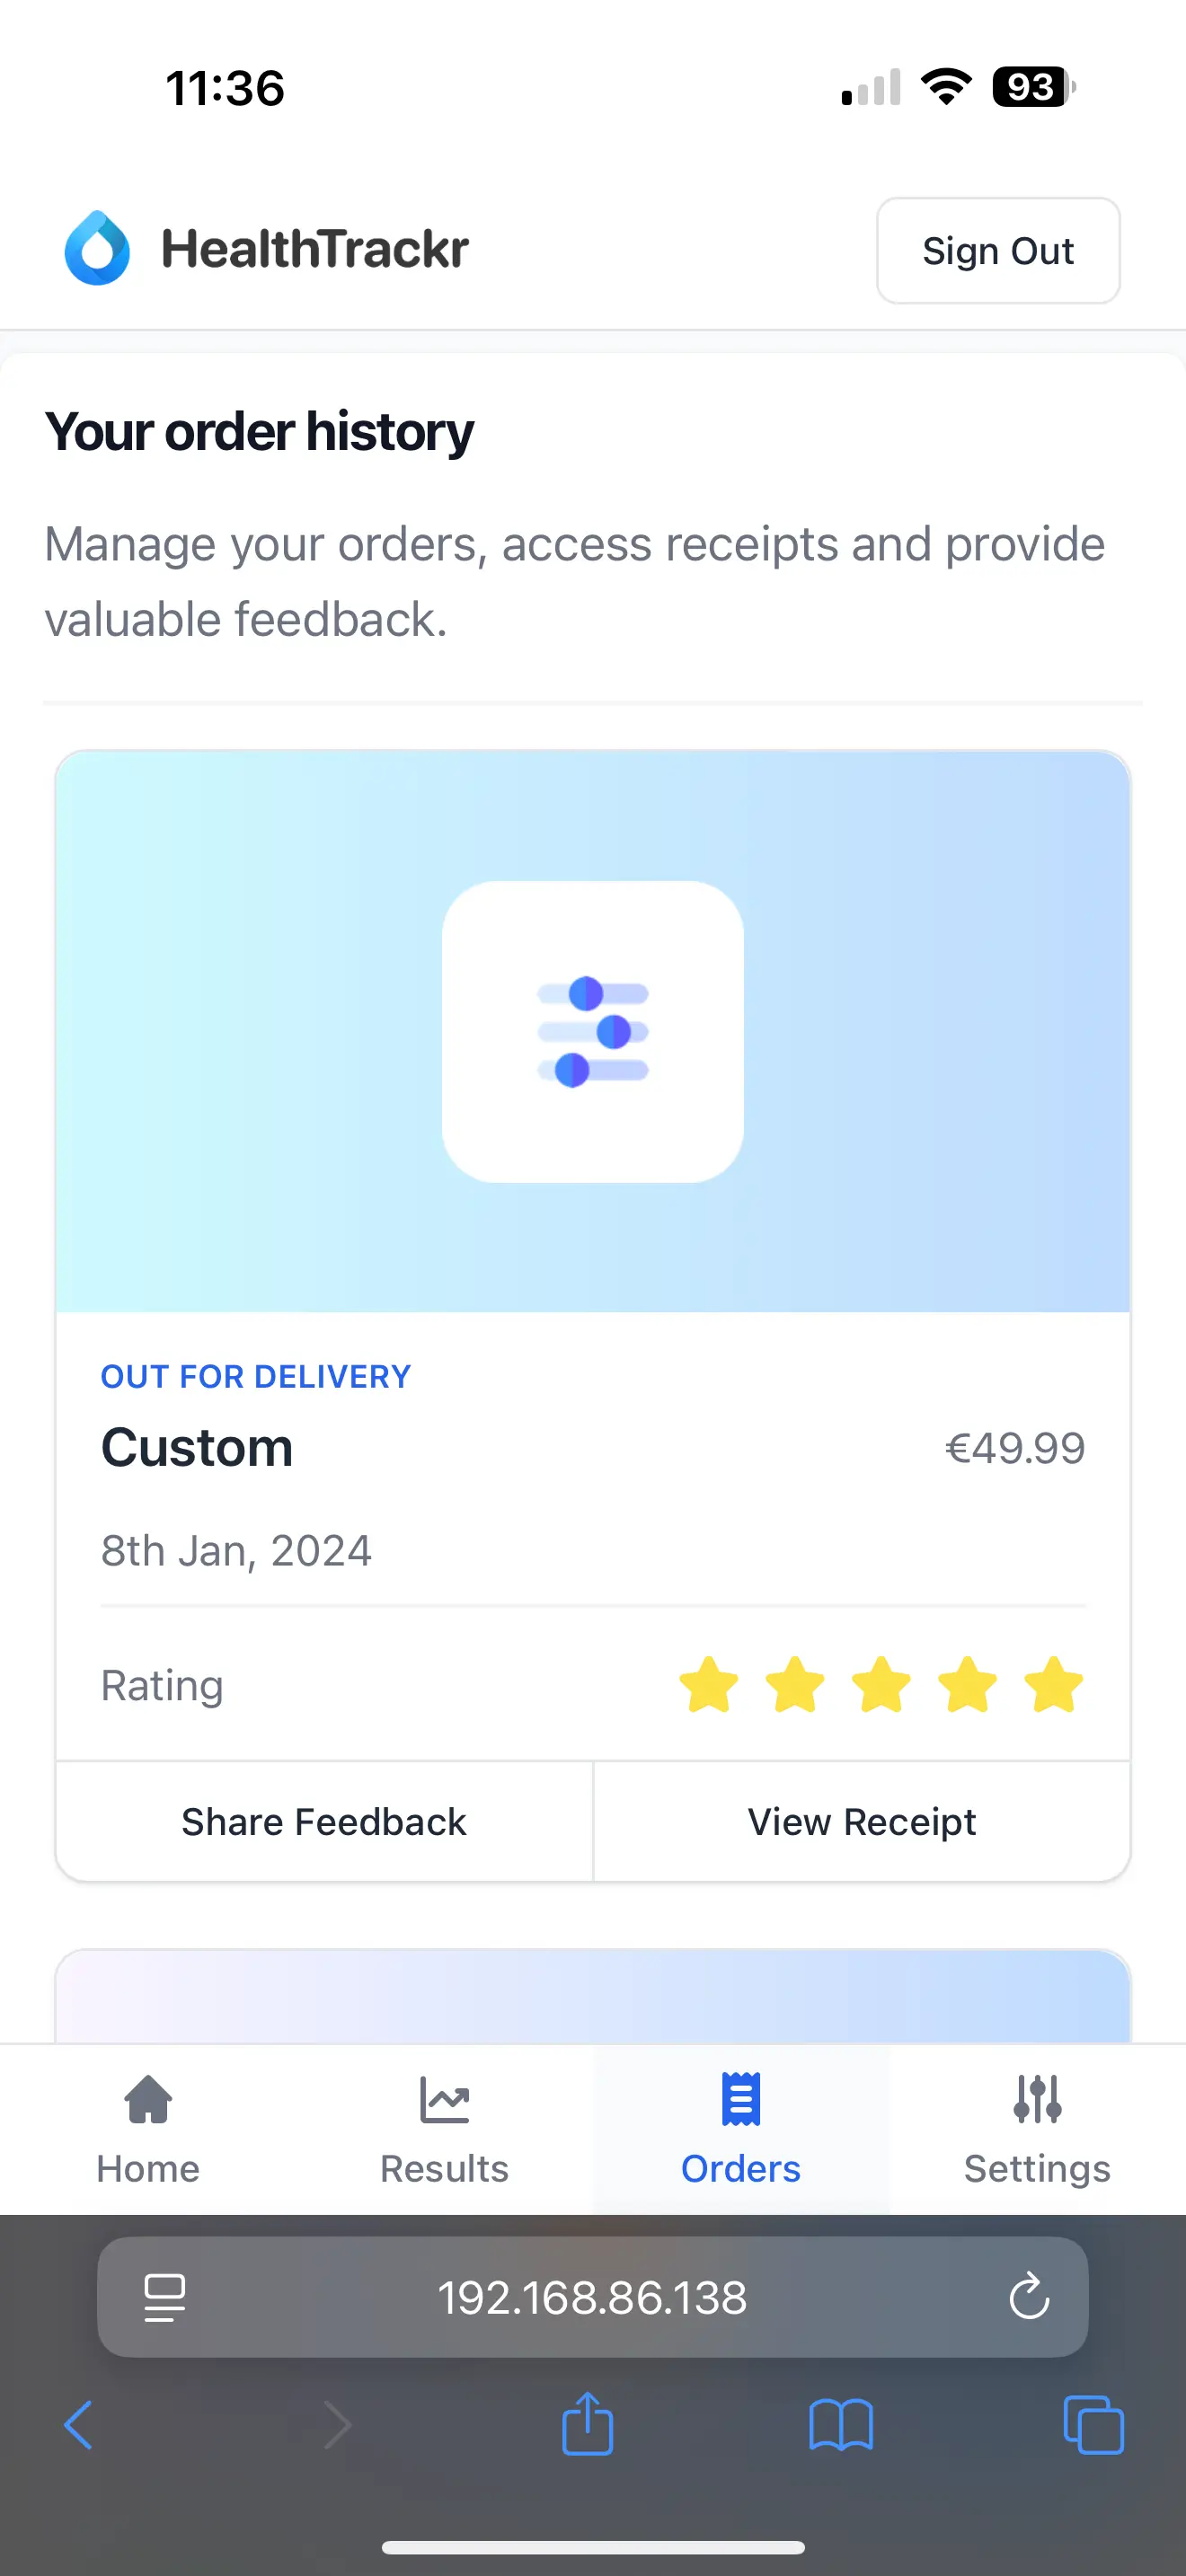 11:36
93
HealthTrackr
Sign Out
Your order history
Manage your orders, access receipts and provide
valuable feedback.
OUT FOR DELIVERY
Custom
€49.99
8th Jan, 2024
Rating
Share Feedback
View Receipt
Home
Results
Orders
Settings
192.168.86.138